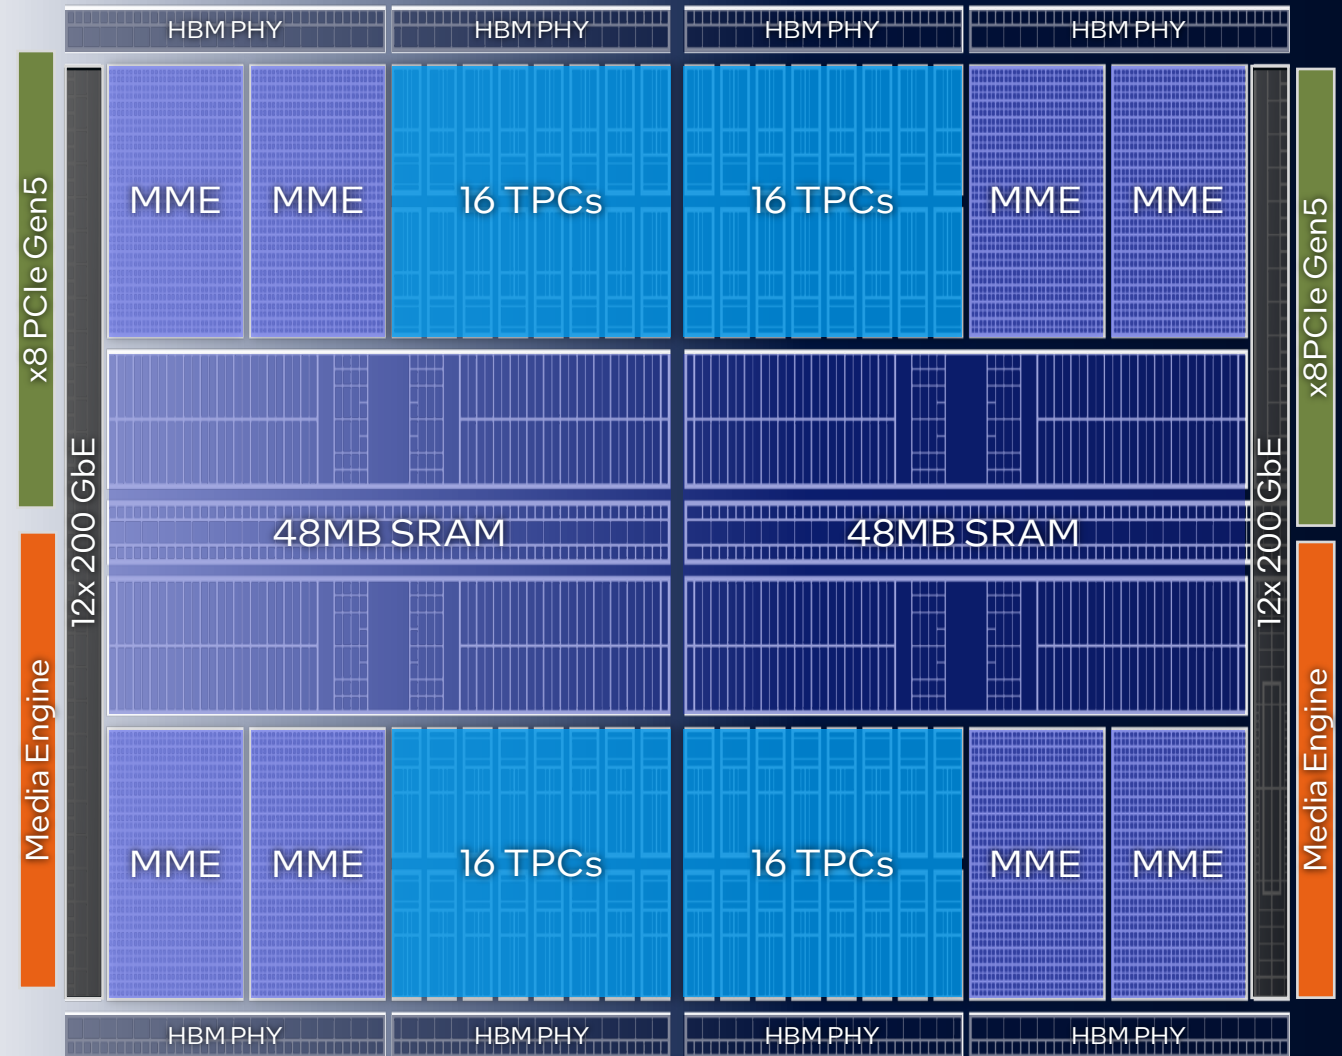 HBM PHY
HBM PHY
HBM PHY
HBM PHY
x8 PCIe Gen5
12x 200 GbE
Media Engine
MME
MME
16 TPCs
16 TPCs
MME
MME
48MB SRAM
48MB SRAM
MME
MME
16 TPCs
16 TPCs
MME
MME
12x 200 GbE
x8PCIe Gen5
Media Engine
HBM PHY
HBM PHY
HBM PHY
HBM PHY